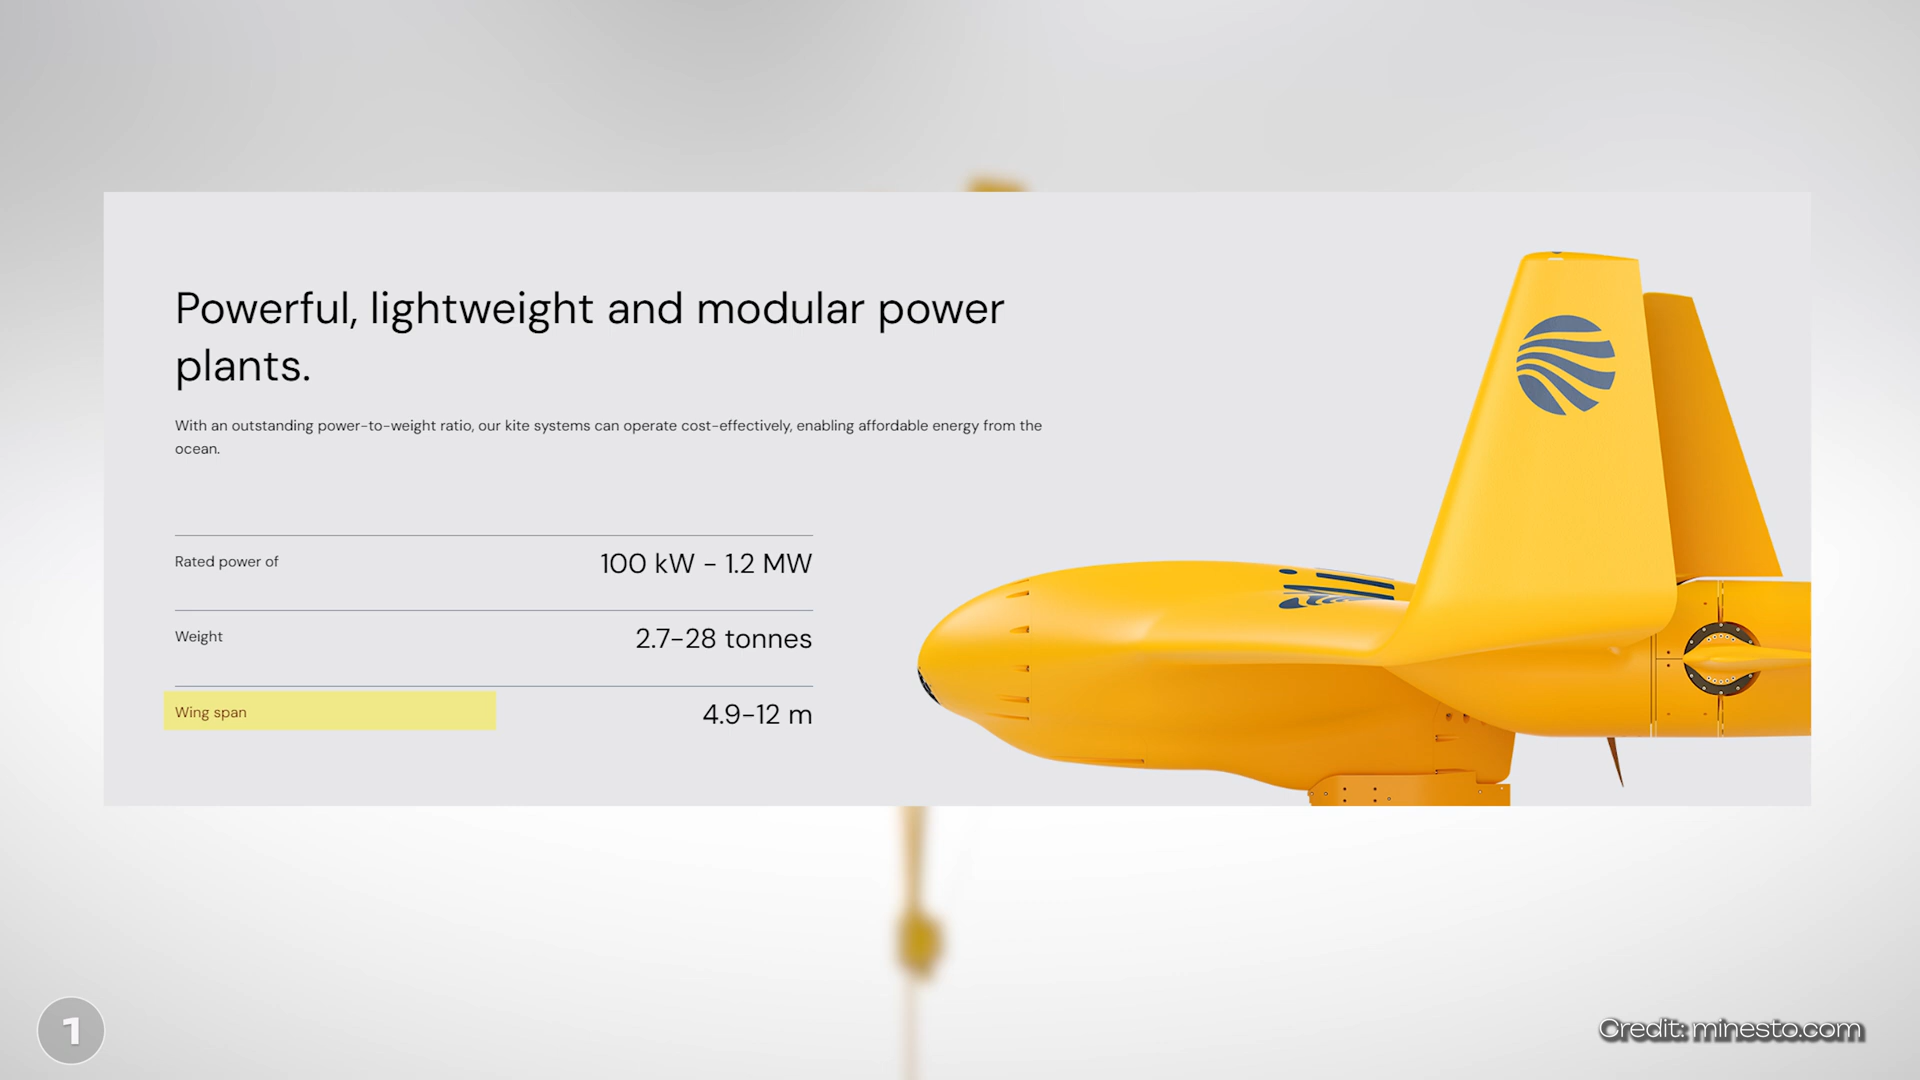 Powerful, lightweight and modular power
plants.
With an outstanding power-to-weight ratio, our kite systems can operate cost-effectively, enabling affordable energy from the
ocean.
Rated power of 100 kW - 1.2 MW
Weight 2.7-28 tonnes
Wing span 4.9-12 m
1
Credit: minesto.com